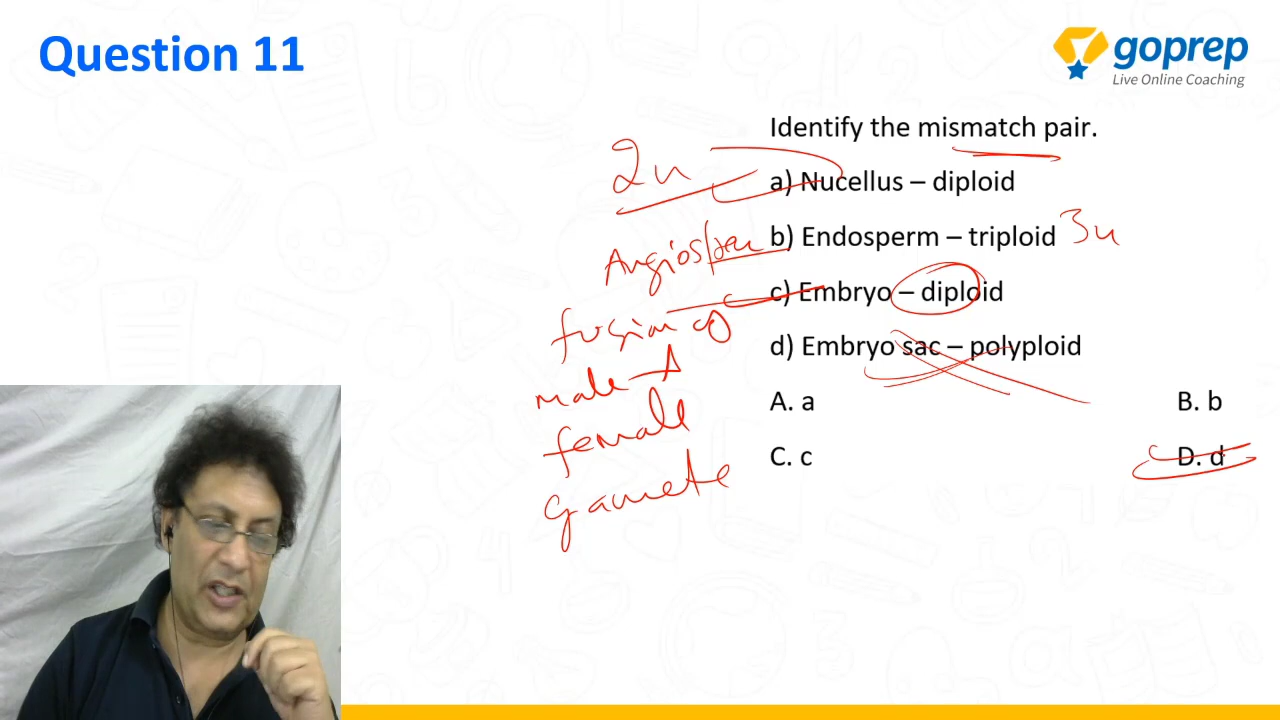 Question 11
goprep
Live Online Coaching
Identify the mismatch pair.
2n
a) Nucellus – diploid
b) Endosperm – triploid 3n
Angiosper
c) Embryo – diploid
fusion of
d) Embryo sac – polyploid
male +
female
gamete
A. a
B. b
C. c
D. d